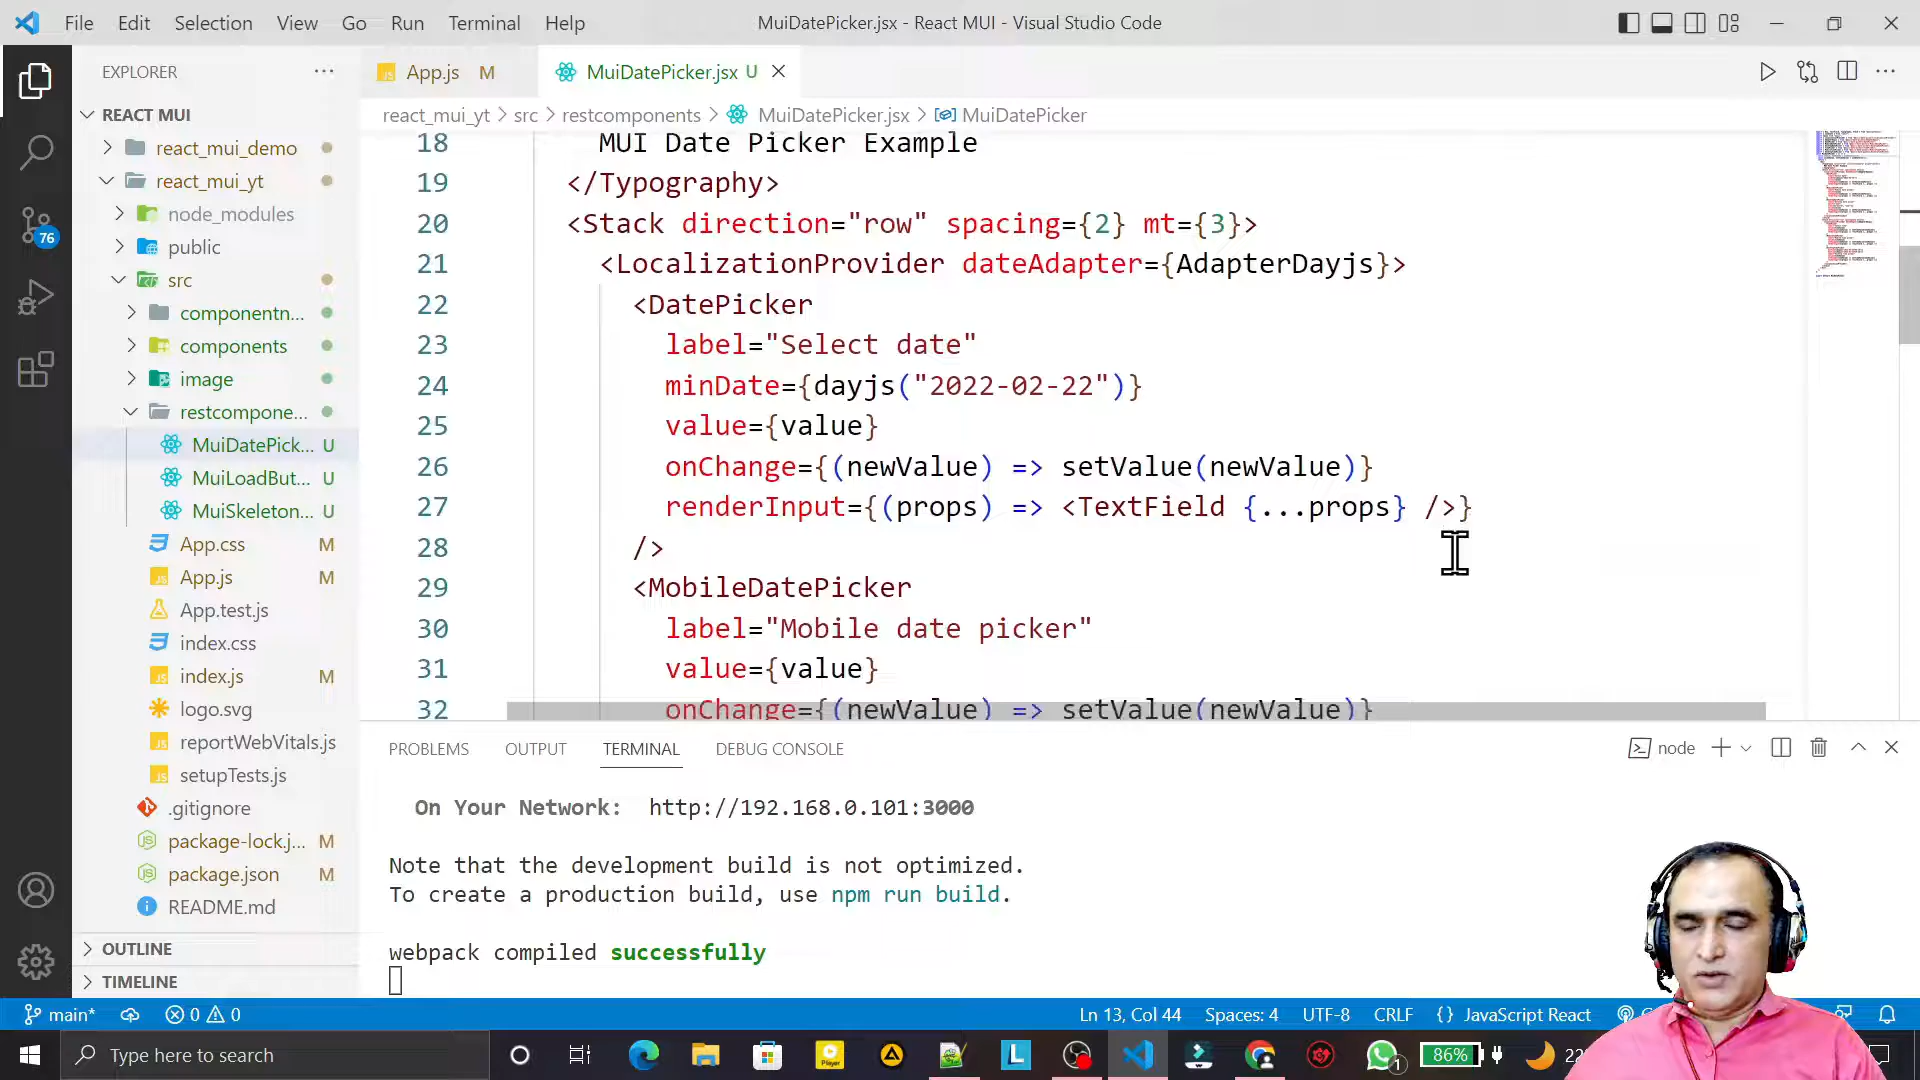 File Edit Selection View Go Run Terminal Help
MuiDatePicker.jsx - React MUI - Visual Studio Code
EXPLORER
App.js M
MuiDatePicker.jsx U
REACT MUI
react_mui_demo
react_mui_yt
node_modules
public
src
componentn...
components
image
restcompone...
MuiDatePick... U
MuiLoadBut... U
MuiSkeleton... U
App.css M
App.js M
App.test.js
index.css
index.js M
logo.svg
reportWebVitals.js
setupTests.js
.gitignore
package-lock.j... M
package.json M
README.md
OUTLINE
TIMELINE
76
react_mui_yt > src > restcomponents > MuiDatePicker.jsx > MuiDatePicker
18 MUI Date Picker Example
19 </Typography>
20 <Stack direction="row" spacing={2} mt={3}>
21 <LocalizationProvider dateAdapter={AdapterDayjs}>
22 <DatePicker
23 label="Select date"
24 minDate={dayjs("2022-02-22")}
25 value={value}
26 onChange={(newValue) => setValue(newValue)}
27 renderInput={(props) => <TextField {...props} />}
28 />
29 <MobileDatePicker
30 label="Mobile date picker"
31 value={value}
32 onChange={(newValue) => setValue(newValue)}
PROBLEMS OUTPUT TERMINAL DEBUG CONSOLE
node
On Your Network: http://192.168.0.101:3000
Note that the development build is not optimized.
To create a production build, use npm run build.
webpack compiled successfully
main* 0 0
Ln 13, Col 44 Spaces: 4 UTF-8 CRLF {} JavaScript React
Type here to search
Player
L
1
86%
22